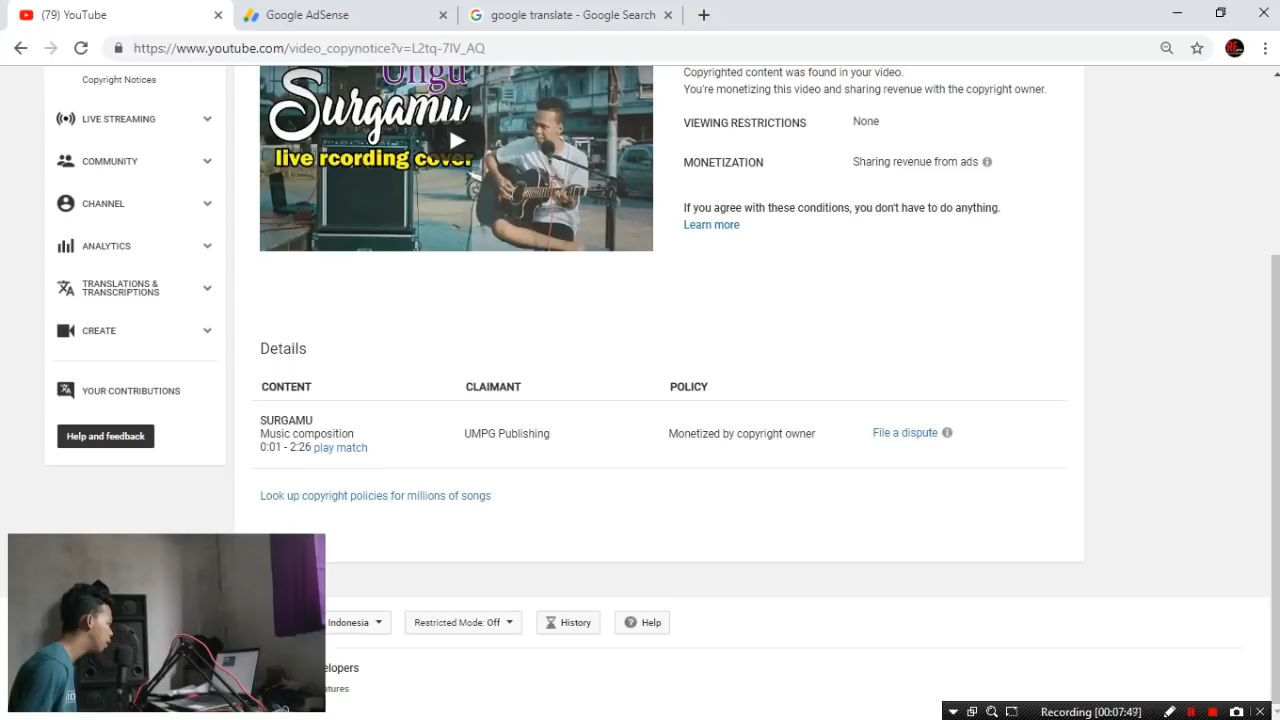 (79) YouTube
Google AdSense
google translate - Google Search
https://www.youtube.com/video_copynotice?v=L2tq-7IV_AQ
Copyright Notices
LIVE STREAMING
COMMUNITY
CHANNEL
ANALYTICS
TRANSLATIONS &
TRANSCRIPTIONS
CREATE
YOUR CONTRIBUTIONS
Help and feedback
Ungu
Surgamu
live rcording cover
Copyrighted content was found in your video.
You're monetizing this video and sharing revenue with the copyright owner.
VIEWING RESTRICTIONS
None
MONETIZATION
Sharing revenue from ads
If you agree with these conditions, you don't have to do anything.
Learn more
Details
CONTENT
CLAIMANT
POLICY
SURGAMU
Music composition
0:01 - 2:26 play match
UMPG Publishing
Monetized by copyright owner
File a dispute
Look up copyright policies for millions of songs
Indonesia
Restricted Mode: Off
History
Help
elopers
atures
Recording [00:07:49]